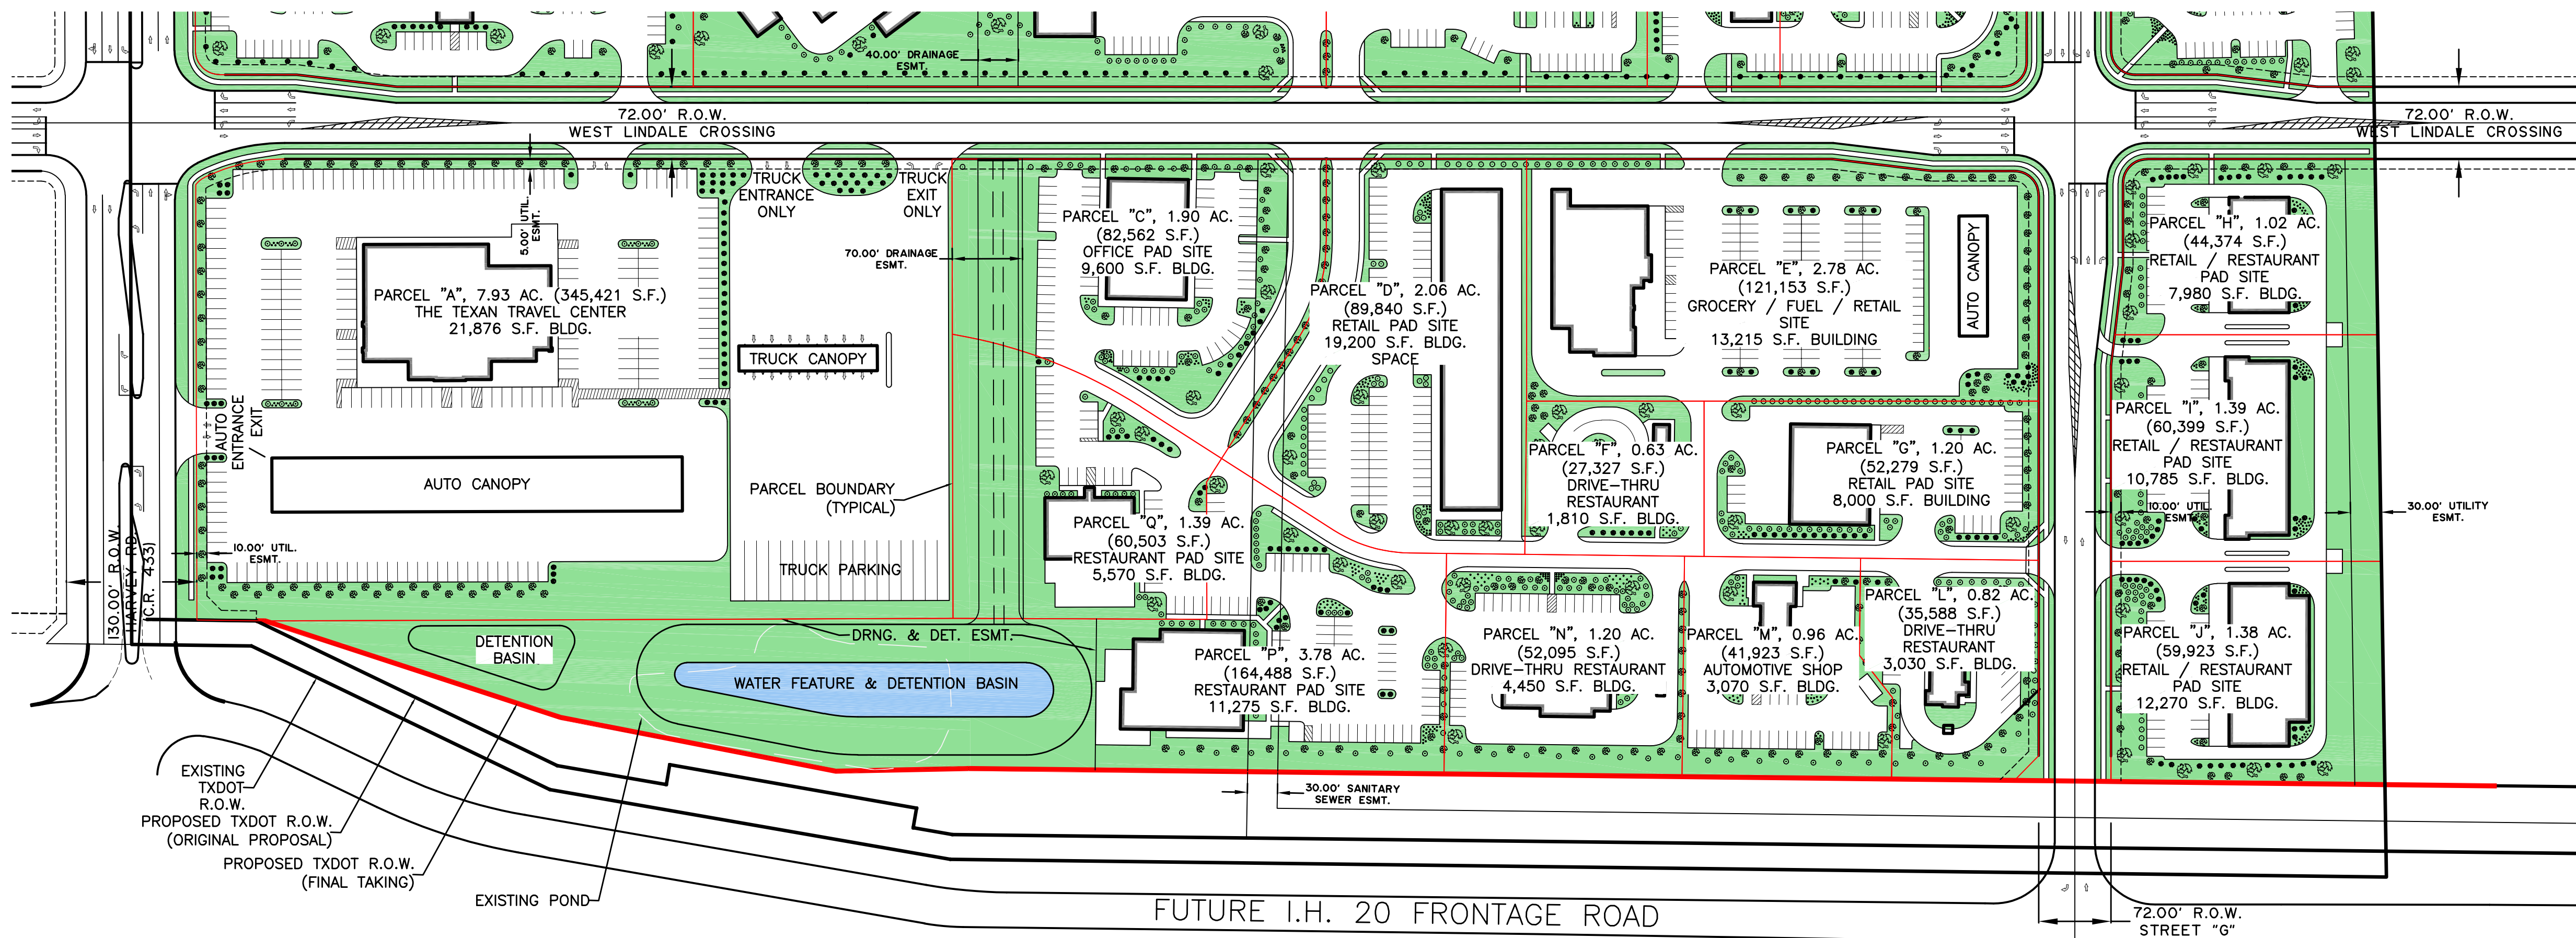 40.00' DRAINAGE
ESMT.
72.00' R.O.W.
WEST LINDALE CROSSING
72.00' R.O.W.
WEST LINDALE CROSSING
TRUCK
ENTRANCE
ONLY
TRUCK
EXIT
ONLY
5.00' UTIL.
ESMT.
70.00' DRAINAGE
ESMT.
PARCEL "A", 7.93 AC. (345,421 S.F.)
THE TEXAN TRAVEL CENTER
21,876 S.F. BLDG.
TRUCK CANOPY
AUTO
ENTRANCE
/ EXIT
AUTO CANOPY
PARCEL BOUNDARY
(TYPICAL)
TRUCK PARKING
10.00' UTIL.
ESMT.
130.00' R.O.W.
HARVEY RD.
(C.R. 433)
PARCEL "C", 1.90 AC.
(82,562 S.F.)
OFFICE PAD SITE
9,600 S.F. BLDG.
PARCEL "D", 2.06 AC.
(89,840 S.F.)
RETAIL PAD SITE
19,200 S.F. BLDG.
SPACE
PARCEL "E", 2.78 AC.
(121,153 S.F.)
GROCERY / FUEL / RETAIL
SITE
13,215 S.F. BUILDING
AUTO CANOPY
PARCEL "F", 0.63 AC.
(27,327 S.F.)
DRIVE-THRU
RESTAURANT
1,810 S.F. BLDG.
PARCEL "G", 1.20 AC.
(52,279 S.F.)
RETAIL PAD SITE
8,000 S.F. BUILDING
PARCEL "H", 1.02 AC.
(44,374 S.F.)
RETAIL / RESTAURANT
PAD SITE
7,980 S.F. BLDG.
PARCEL "I", 1.39 AC.
(60,399 S.F.)
RETAIL / RESTAURANT
PAD SITE
10,785 S.F. BLDG.
10.00' UTIL.
ESMT.
30.00' UTILITY
ESMT.
PARCEL "J", 1.38 AC.
(59,923 S.F.)
RETAIL / RESTAURANT
PAD SITE
12,270 S.F. BLDG.
PARCEL "Q", 1.39 AC.
(60,503 S.F.)
RESTAURANT PAD SITE
5,570 S.F. BLDG.
DRNG. & DET. ESMT.
DETENTION
BASIN
WATER FEATURE & DETENTION BASIN
PARCEL "P", 3.78 AC.
(164,488 S.F.)
RESTAURANT PAD SITE
11,275 S.F. BLDG.
PARCEL "N", 1.20 AC.
(52,095 S.F.)
DRIVE-THRU RESTAURANT
4,450 S.F. BLDG.
PARCEL "M", 0.96 AC.
(41,923 S.F.)
AUTOMOTIVE SHOP
3,070 S.F. BLDG.
PARCEL "L", 0.82 AC.
(35,588 S.F.)
DRIVE-THRU
RESTAURANT
3,030 S.F. BLDG.
30.00' SANITARY
SEWER ESMT.
EXISTING
TXDOT
R.O.W.
PROPOSED TXDOT R.O.W.
(ORIGINAL PROPOSAL)
PROPOSED TXDOT R.O.W.
(FINAL TAKING)
EXISTING POND
FUTURE I.H. 20 FRONTAGE ROAD
72.00' R.O.W.
STREET "G"